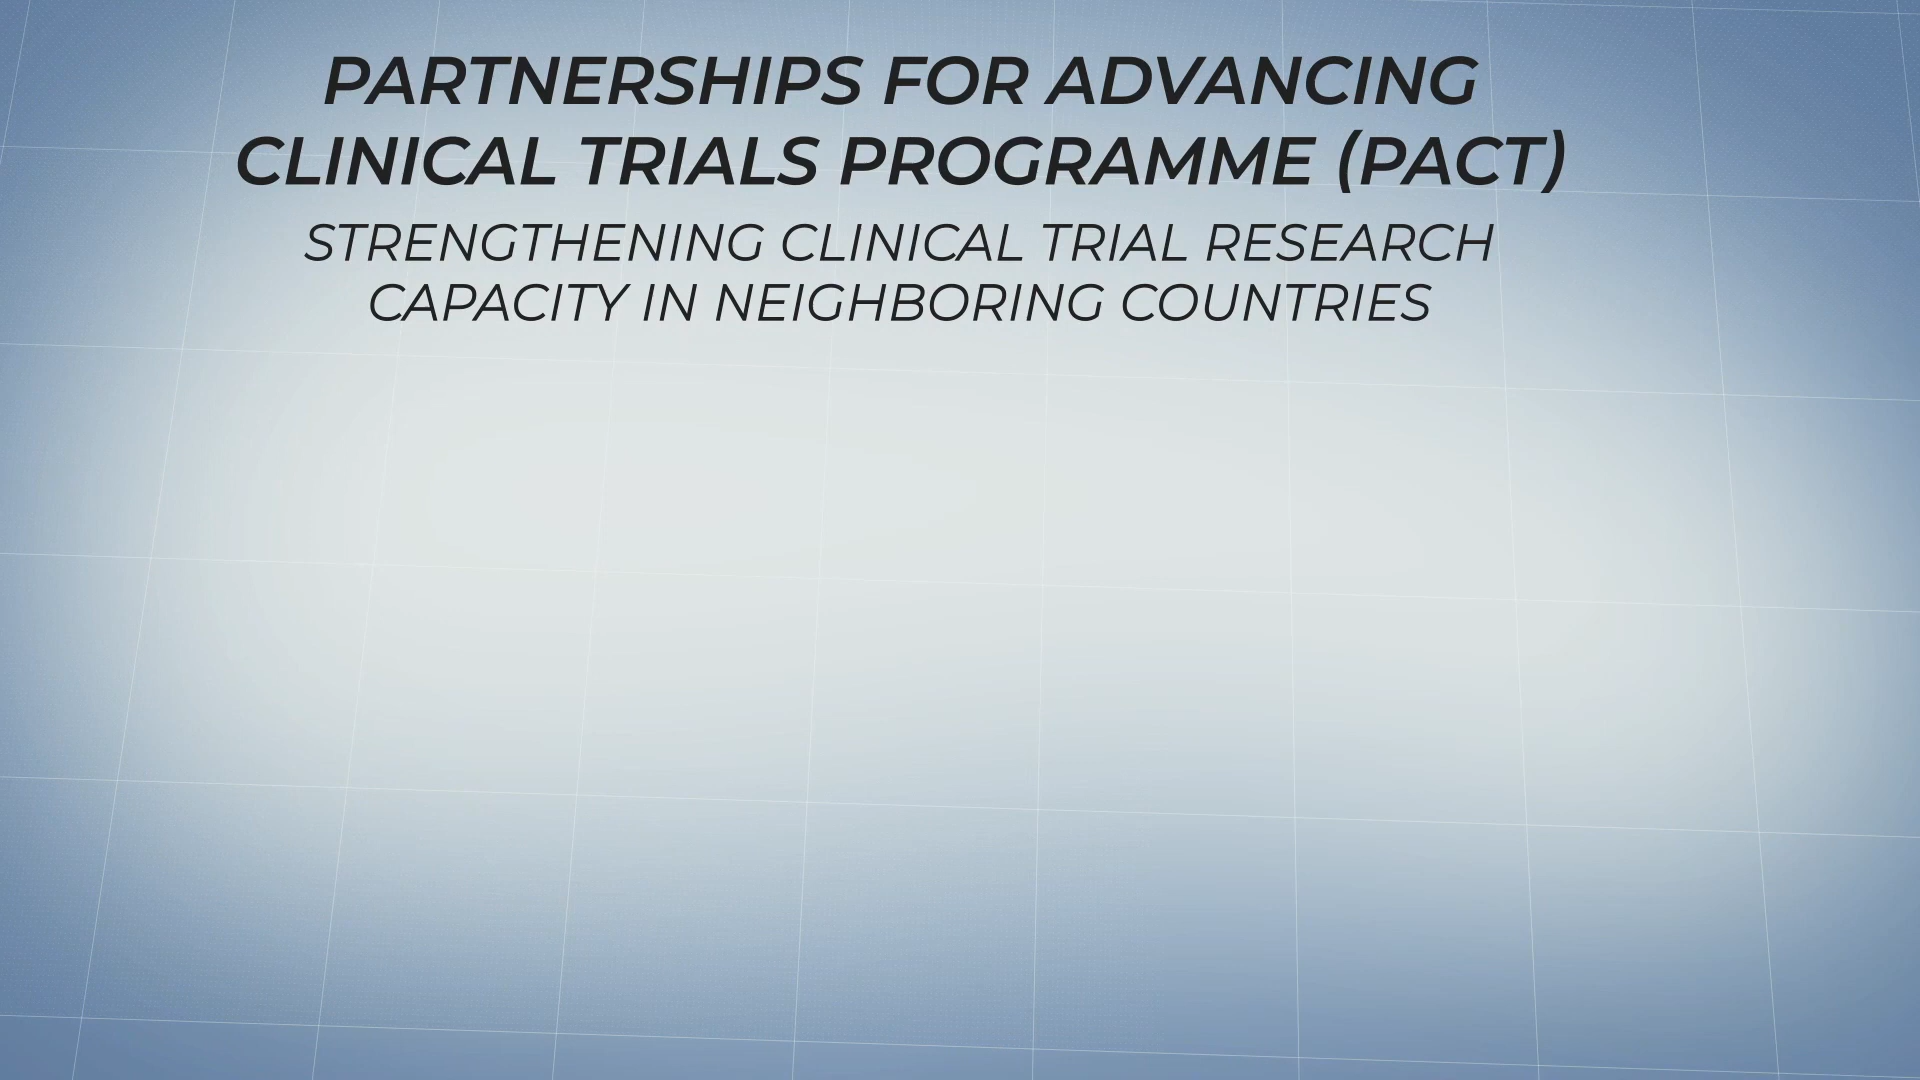 PARTNERSHIPS FOR ADVANCING
CLINICAL TRIALS PROGRAMME (PACT)
STRENGTHENING CLINICAL TRIAL RESEARCH
CAPACITY IN NEIGHBORING COUNTRIES